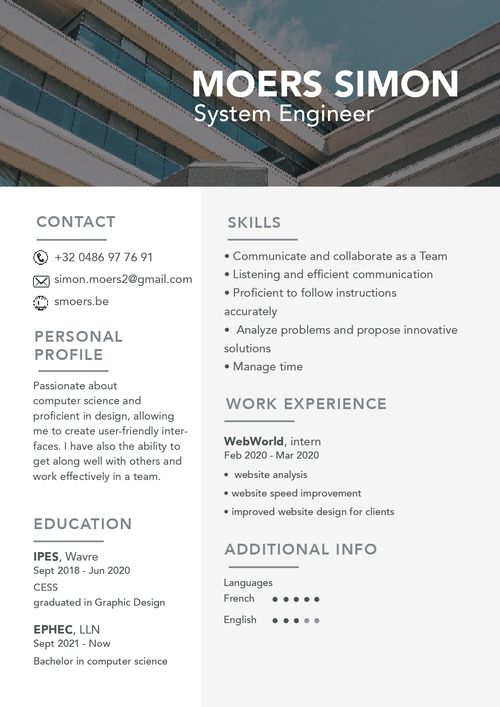 MOERS SIMON
System Engineer
CONTACT
+32 0486 97 76 91
simon.moers2@gmail.com
smoers.be
PERSONAL
PROFILE
Passionate about
computer science and
proficient in design, allowing
me to create user-friendly inter-
faces. I have also the ability to
get along well with others and
work effectively in a team.
EDUCATION
IPES, Wavre
Sept 2018 - Jun 2020
CESS
graduated in Graphic Design
EPHEC, LLN
Sept 2021 - Now
Bachelor in computer science
SKILLS
• Communicate and collaborate as a Team
• Listening and efficient communication
• Proficient to follow instructions
accurately
• Analyze problems and propose innovative
solutions
• Manage time
WORK EXPERIENCE
WebWorld, intern
Feb 2020 - Mar 2020
• website analysis
• website speed improvement
• improved website design for clients
ADDITIONAL INFO
Languages
French
English